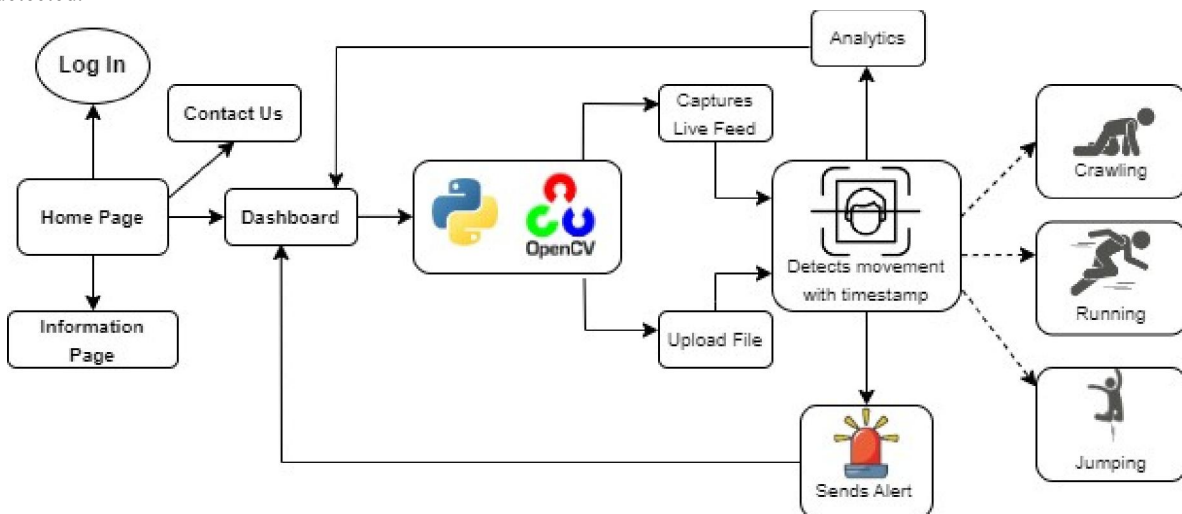 Log In
Contact Us
Home Page
Information
Page
Dashboard
OpenCV
Analytics
Captures
Live Feed
Upload File
Detects movement
with timestamp
Sends Alert
Crawling
Running
Jumping